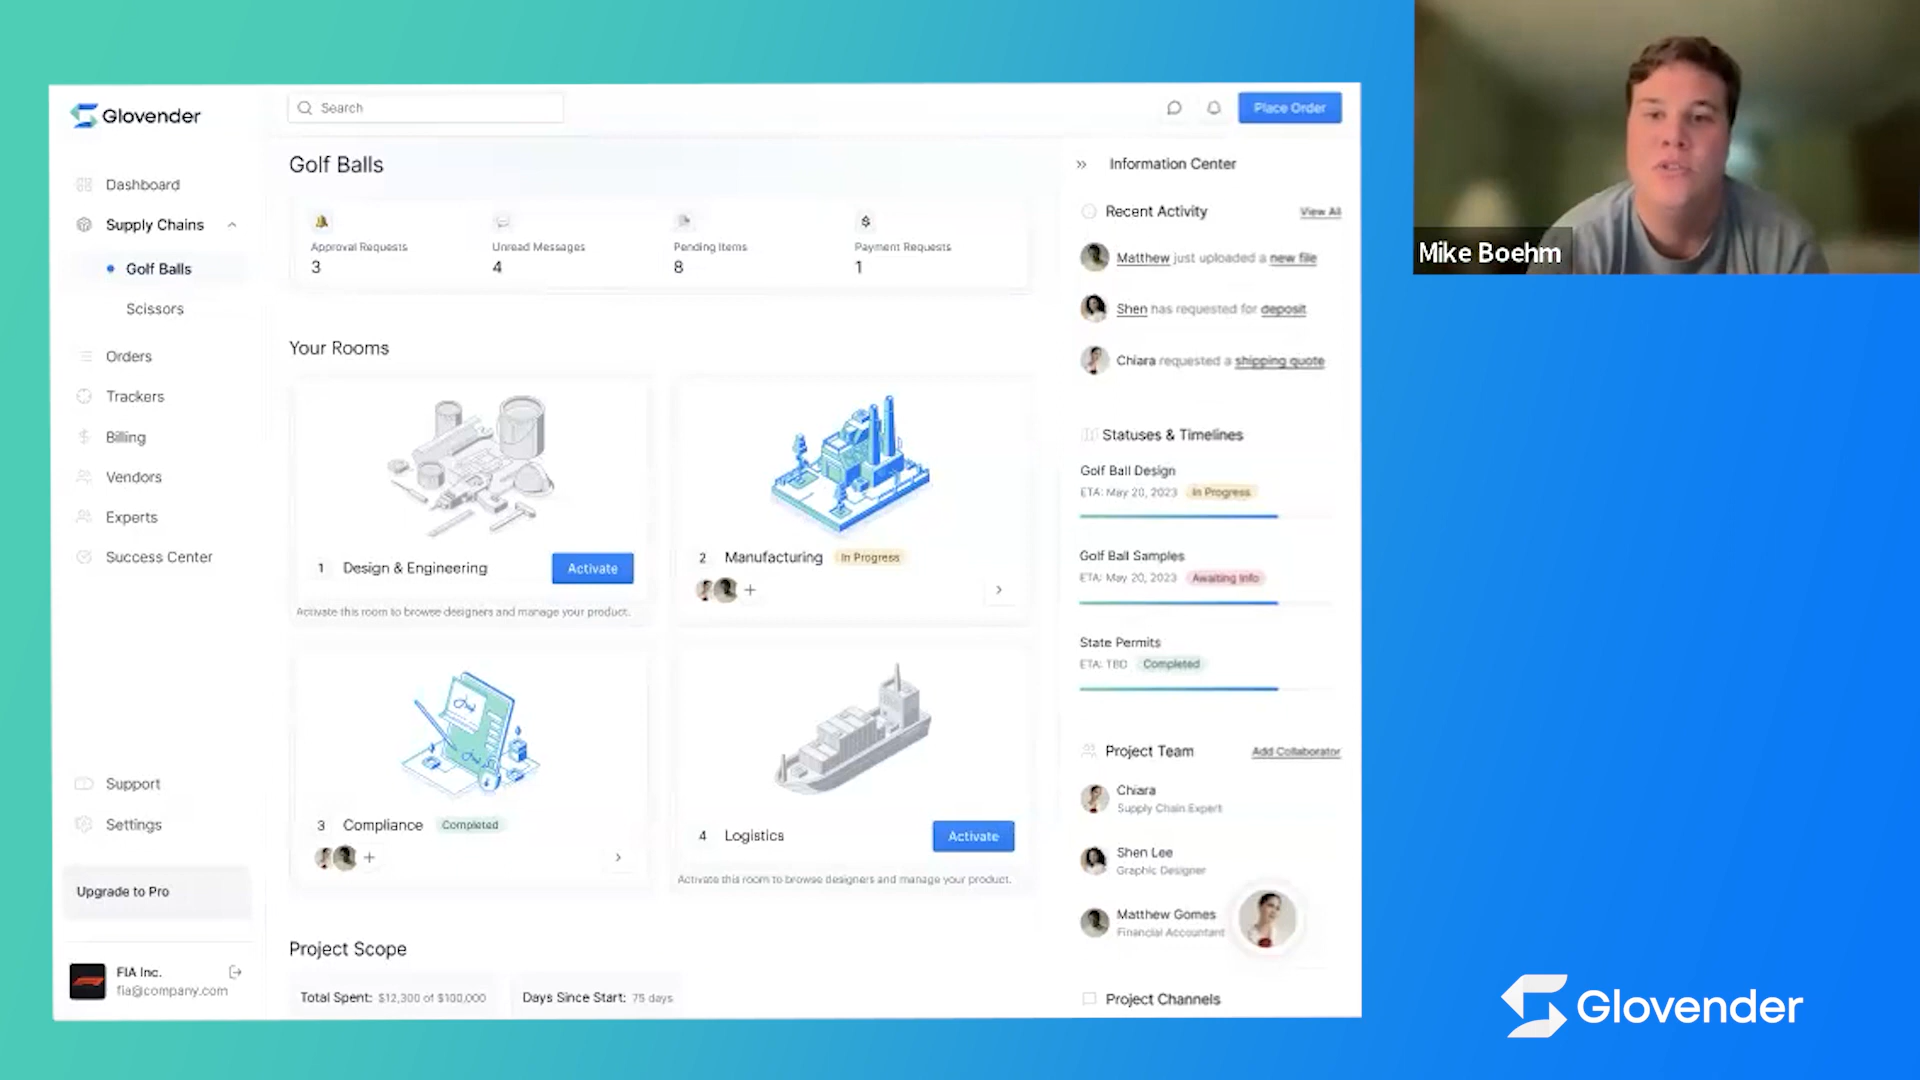 Glovender
Search
Place Order
Dashboard
Supply Chains
Golf Balls
Scissors
Orders
Trackers
Billing
Vendors
Experts
Success Center
Support
Settings
Upgrade to Pro
FIA Inc.
fia@company.com
Golf Balls
Approval Requests
3
Unread Messages
4
Pending Items
8
$
Payment Requests
1
Your Rooms
1 Design & Engineering Activate
Activate this room to browse designers and manage your product.
2 Manufacturing In Progress
+
3 Compliance Completed
+
4 Logistics Activate
Activate this room to browse designers and manage your product.
Project Scope
Total Spent: $12,300 of $100,000
Days Since Start: 75 days
Information Center
Recent Activity View All
Matthew just uploaded a new file
Shen has requested for deposit
Chiara requested a shipping quote
Statuses & Timelines
Golf Ball Design
ETA: May 20, 2023 In Progress
Golf Ball Samples
ETA: May 20, 2023 Awaiting Info
State Permits
ETA: TBD Completed
Project Team Add Collaborator
Chiara
Supply Chain Expert
Shen Lee
Graphic Designer
Matthew Gomes
Financial Accountant
Project Channels
Mike Boehm
Glovender